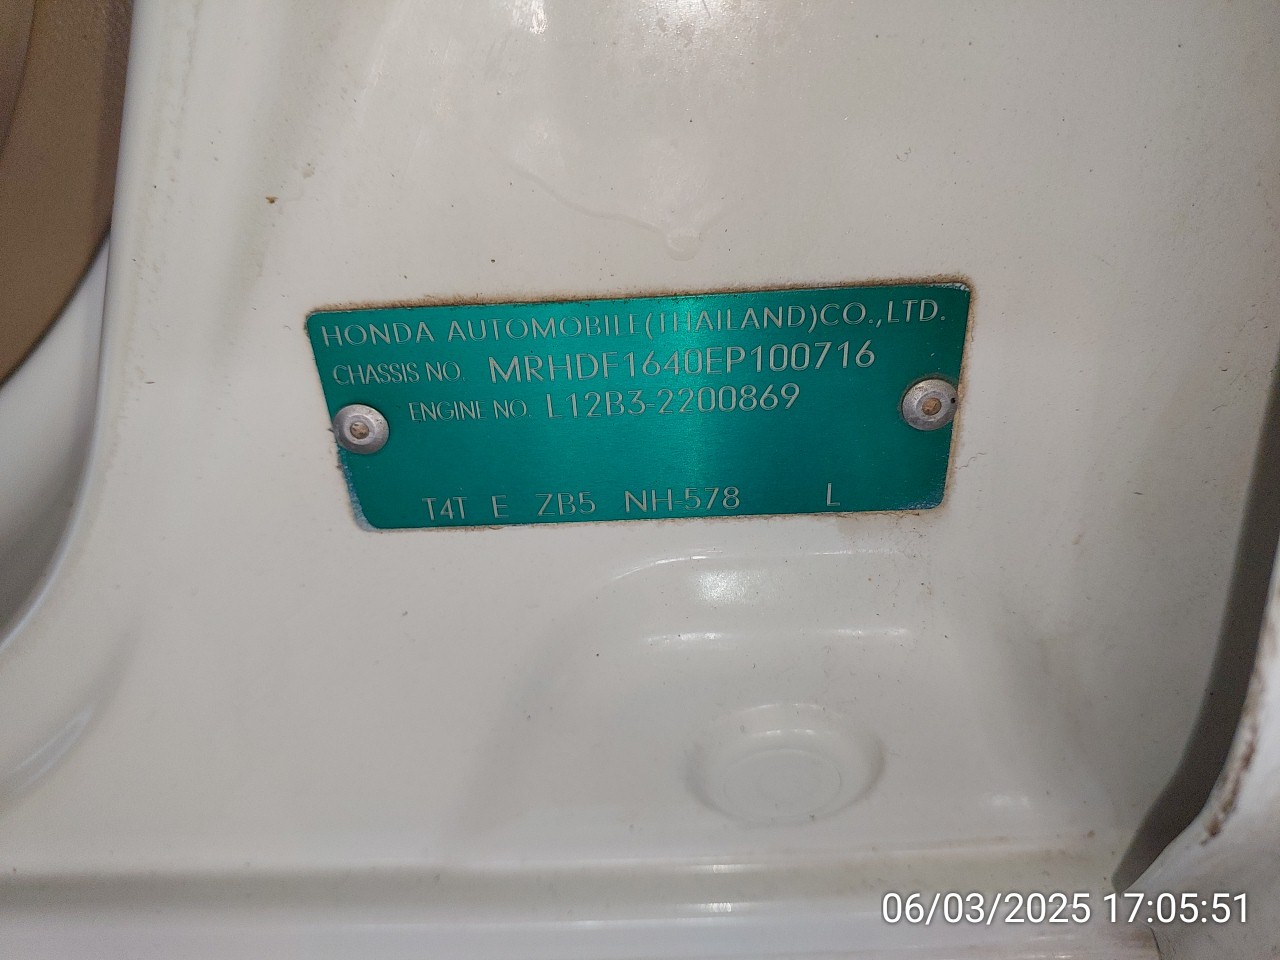 HONDA AUTOMOBILE(THAILAND)CO.,LTD.
CHASSIS NO. MRHDF1640EP100716
ENGINE NO. L12B3-2200869
T4T E ZB5 NH-578 L
06/03/2025 17:05:51